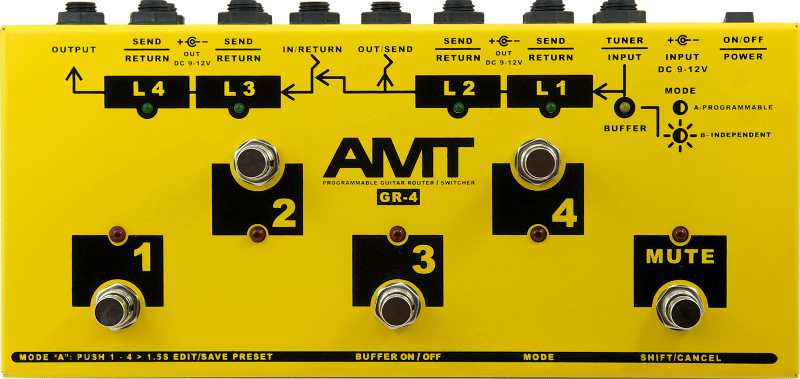 OUTPUT
SEND
RETURN
OUT
DC 9-12V
SEND
RETURN
IN/RETURN
OUT/SEND
SEND
RETURN
OUT
DC 9-12V
SEND
RETURN
TUNER
INPUT
INPUT
DC 9-12V
ON/OFF
POWER
L4
L3
L2
L1
MODE
A-PROGRAMMABLE
BUFFER
B- INDEPENDENT
AMT
PROGRAMMABLE GUITAR ROUTER / SWITCHER
GR-4
2
4
1
3
MUTE
MODE "A": PUSH 1 - 4 > 1.5S EDIT/SAVE PRESET
BUFFER ON / OFF
MODE
SHIFT/CANCEL